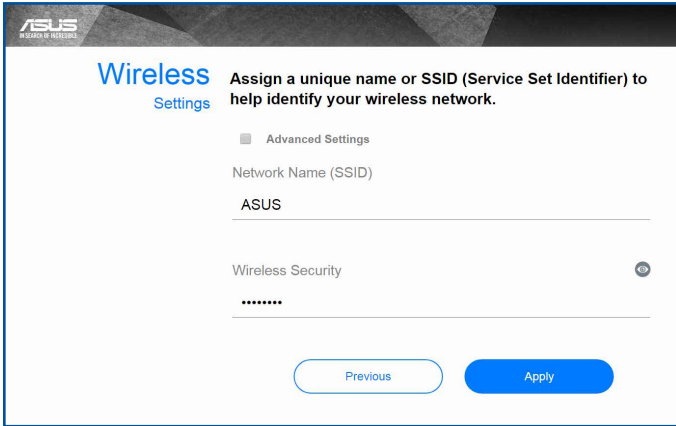 ASUS
IN SEARCH OF INCREDIBLE
Wireless
Settings
Assign a unique name or SSID (Service Set Identifier) to
help identify your wireless network.
Advanced Settings
Network Name (SSID)
ASUS
Wireless Security
••••••••
Previous
Apply